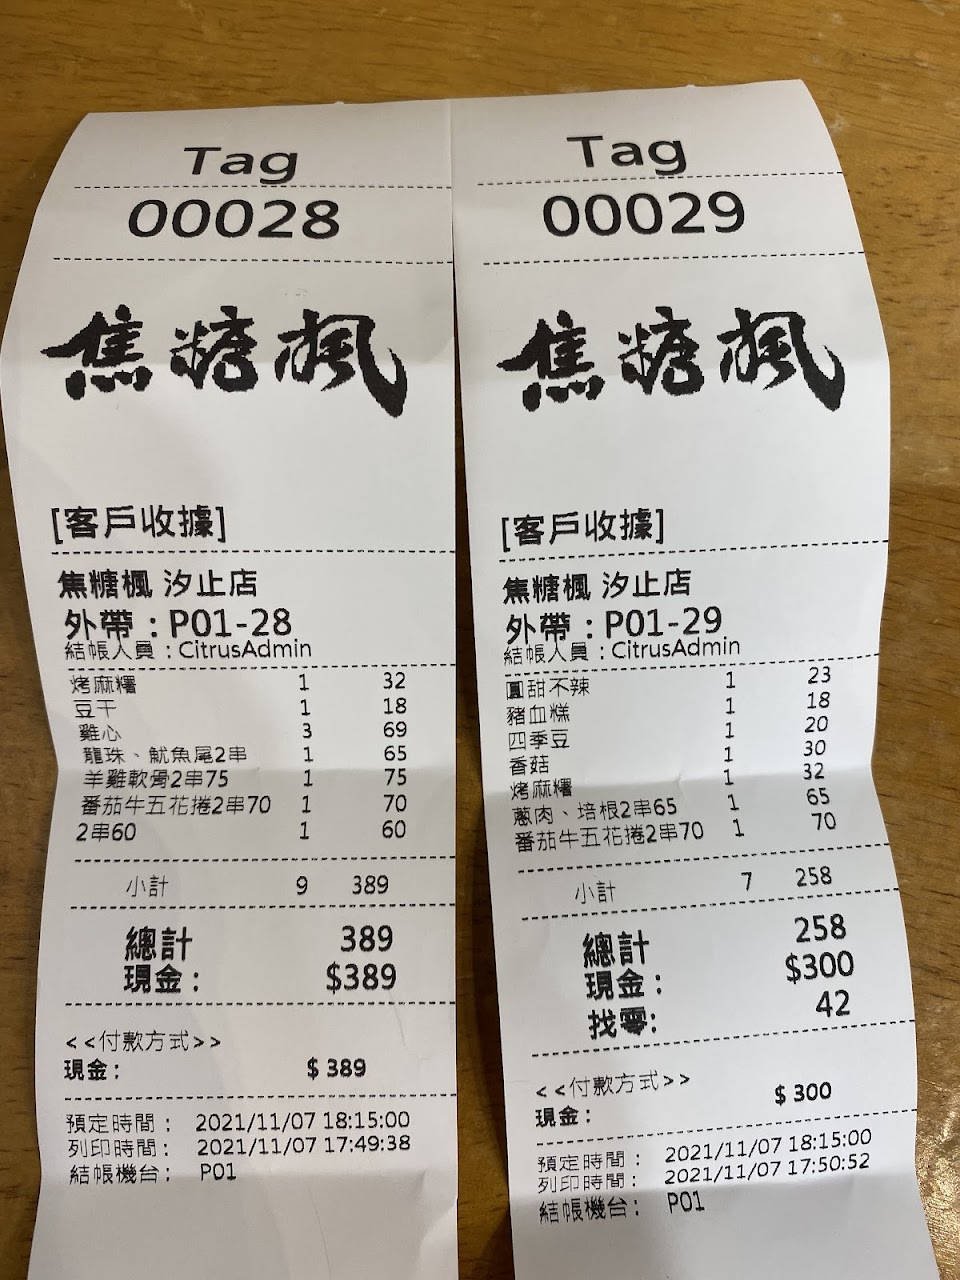 Tag
00028
焦糖楓
[客戶收據]
焦糖楓 汐止店
外帶：P01-28
結帳人員：CitrusAdmin
烤麻糬 1 32
豆干 1 18
雞心 3 69
龍珠、魷魚尾2串 1 65
羊雞軟骨2串75 1 75
番茄牛五花捲2串70 1 70
2串60 1 60
小計 9 389
總計 389
現金： $389
<<付款方式>>
現金： $ 389
預定時間： 2021/11/07 18:15:00
列印時間： 2021/11/07 17:49:38
結帳機台： P01
Tag
00029
焦糖楓
[客戶收據]
焦糖楓 汐止店
外帶：P01-29
結帳人員：CitrusAdmin
圓甜不辣 1 23
豬血糕 1 18
四季豆 1 20
香菇 1 30
烤麻糬 1 32
蔥肉、培根2串65 1 65
番茄牛五花捲2串70 1 70
小計 7 258
總計 258
現金： $300
找零: 42
<<付款方式>>
現金： $ 300
預定時間： 2021/11/07 18:15:00
列印時間： 2021/11/07 17:50:52
結帳機台： P01